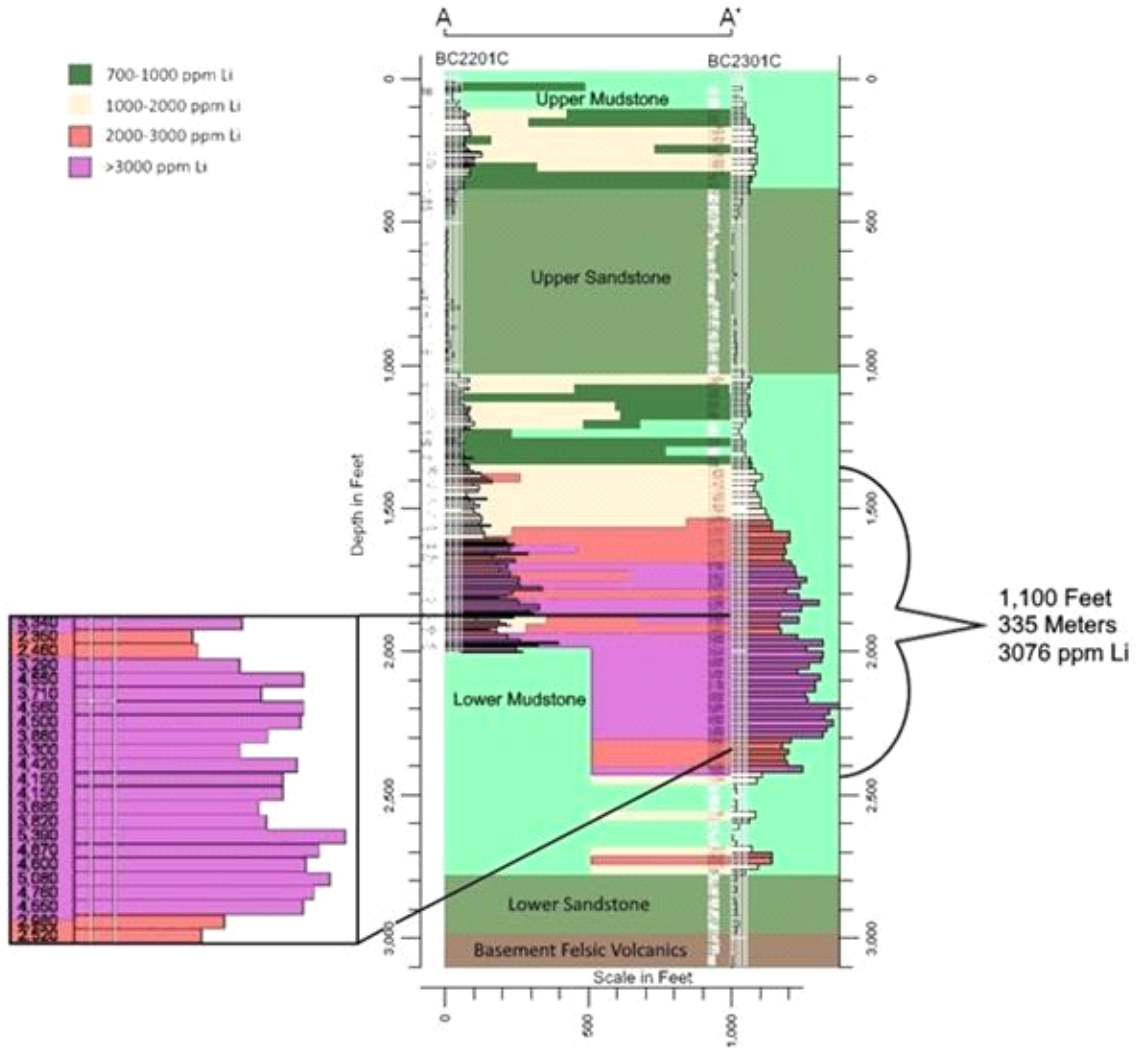 A
A'
BC2201C
BC2301C
700-1000 ppm Li
1000-2000 ppm Li
2000-3000 ppm Li
>3000 ppm Li
0
500
1,000
1,500
2,000
2,500
3,000
Depth in Feet
Upper Mudstone
Upper Sandstone
Lower Mudstone
Lower Sandstone
Basement Felsic Volcanics
0
500
1,000
1,500
2,000
2,500
3,000
1,100 Feet
335 Meters
3076 ppm Li
3,340
2,350
2,460
3,290
4,550
3,710
4,560
4,500
3,300
4,420
4,150
4,150
3,680
3,820
5,390
4,870
4,600
5,080
4,760
4,550
2,980
2,520
Scale in Feet
0
500
1,000